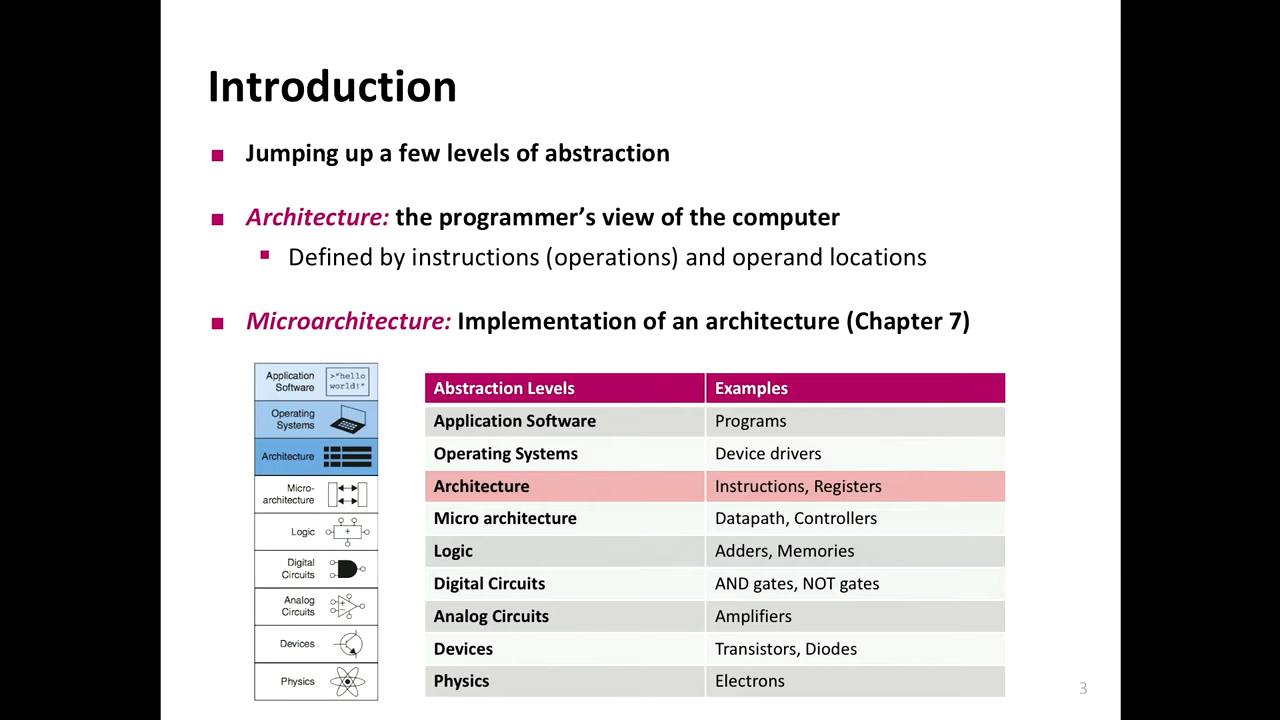 Introduction
Jumping up a few levels of abstraction
Architecture: the programmer’s view of the computer
Defined by instructions (operations) and operand locations
Microarchitecture: Implementation of an architecture (Chapter 7)
Application
Software
>"hello
world!"
Operating
Systems
Architecture
Micro-
architecture
Logic
+
Digital
Circuits
Analog
Circuits
+
-
Devices
Physics
Abstraction Levels Examples
Application Software Programs
Operating Systems Device drivers
Architecture Instructions, Registers
Micro architecture Datapath, Controllers
Logic Adders, Memories
Digital Circuits AND gates, NOT gates
Analog Circuits Amplifiers
Devices Transistors, Diodes
Physics Electrons
3